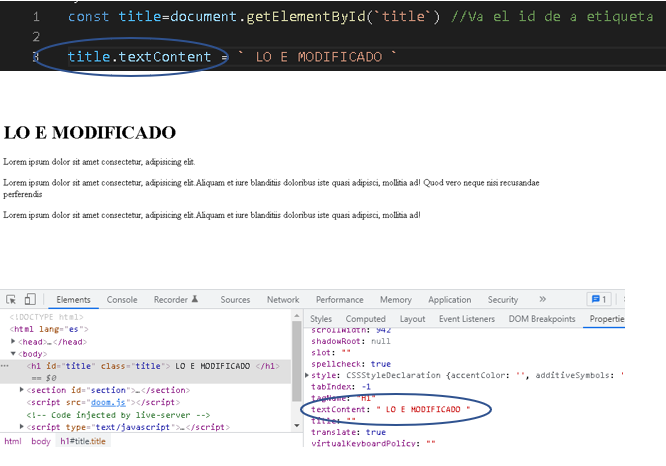 1 const title=document.getElementById(`title`) //Va el id de a etiqueta
2
3 title.textContent = ` LO E MODIFICADO `
LO E MODIFICADO
Lorem ipsum dolor sit amet consectetur, adipisicing elit.
Lorem ipsum dolor sit amet consectetur, adipisicing elit.Aliquam et iure blanditiis doloribus iste quasi adipisci, mollitia ad! Quod vero neque nisi recusandae
perferendis
Lorem ipsum dolor sit amet consectetur, adipisicing elit.Aliquam et iure blanditiis doloribus iste quasi adipisci, mollitia ad!
Elements Console Recorder Sources Network Performance Memory Application Security » 1
<!DOCTYPE html>
<html lang="es">
▶<head>…</head>
▼<body>
··· <h1 id="title" class="title"> LO E MODIFICADO </h1>
== $0
▶<section id="section">…</section>
<script src="doom.js"></script>
<!-- Code injected by live-server -->
▶<script type="text/javascript">…</script>
html body h1#title.title
Styles Computed Layout Event Listeners DOM Breakpoints Properties
scrollWidth: 942
shadowRoot: null
slot: ""
spellcheck: true
▶style: CSSStyleDeclaration {accentColor: '', additiveSymbols: '
tabIndex: -1
tagName: "H1"
textContent: " LO E MODIFICADO "
title: ""
translate: true
virtualKeyboardPolicy: ""